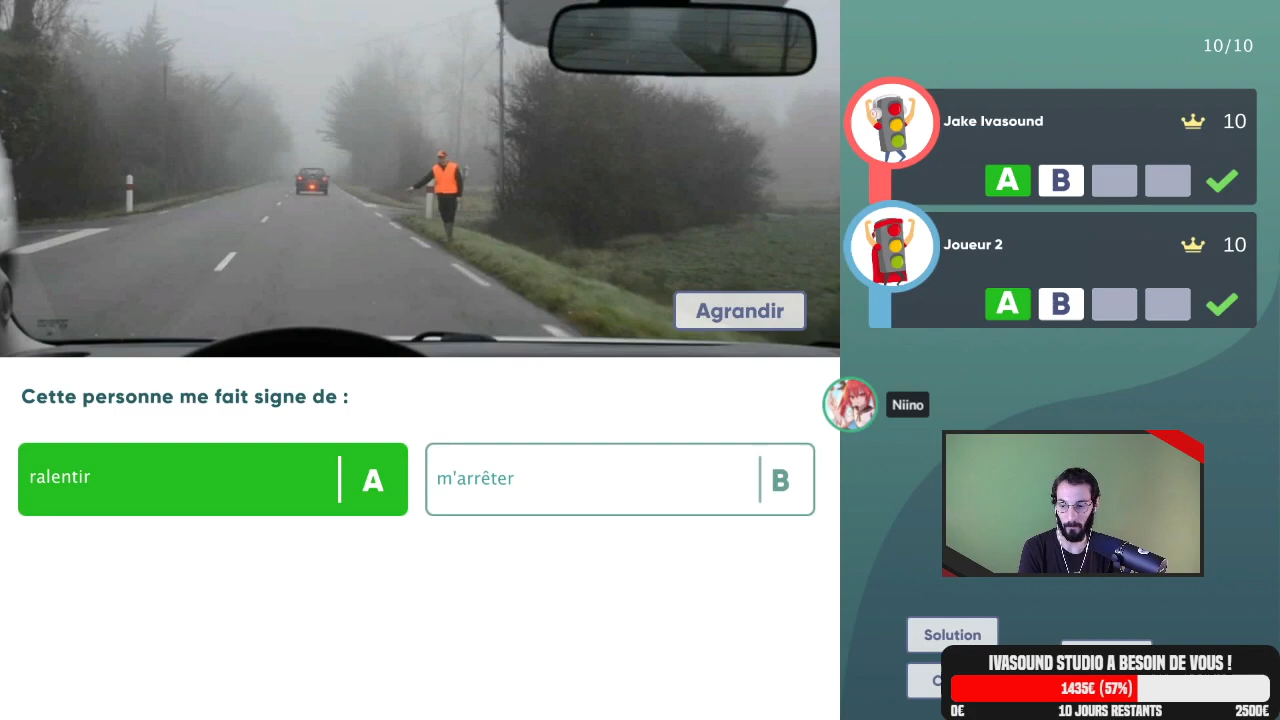 10/10
Jake Ivasound
10
A B
Joueur 2
10
A B
Agrandir
Cette personne me fait signe de :
ralentir A
m'arrêter B
Niino
Solution
IVASOUND STUDIO A BESOIN DE VOUS !
1435€ (57%)
0€ 10 JOURS RESTANTS 2500€